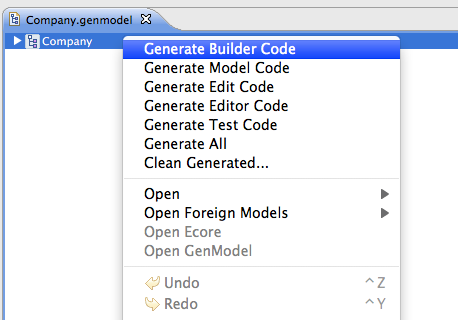 Company.genmodel
Company
Generate Builder Code
Generate Model Code
Generate Edit Code
Generate Editor Code
Generate Test Code
Generate All
Clean Generated...
Open
Open Foreign Models
Open Ecore
Open GenModel
Undo ^Z
Redo ^Y